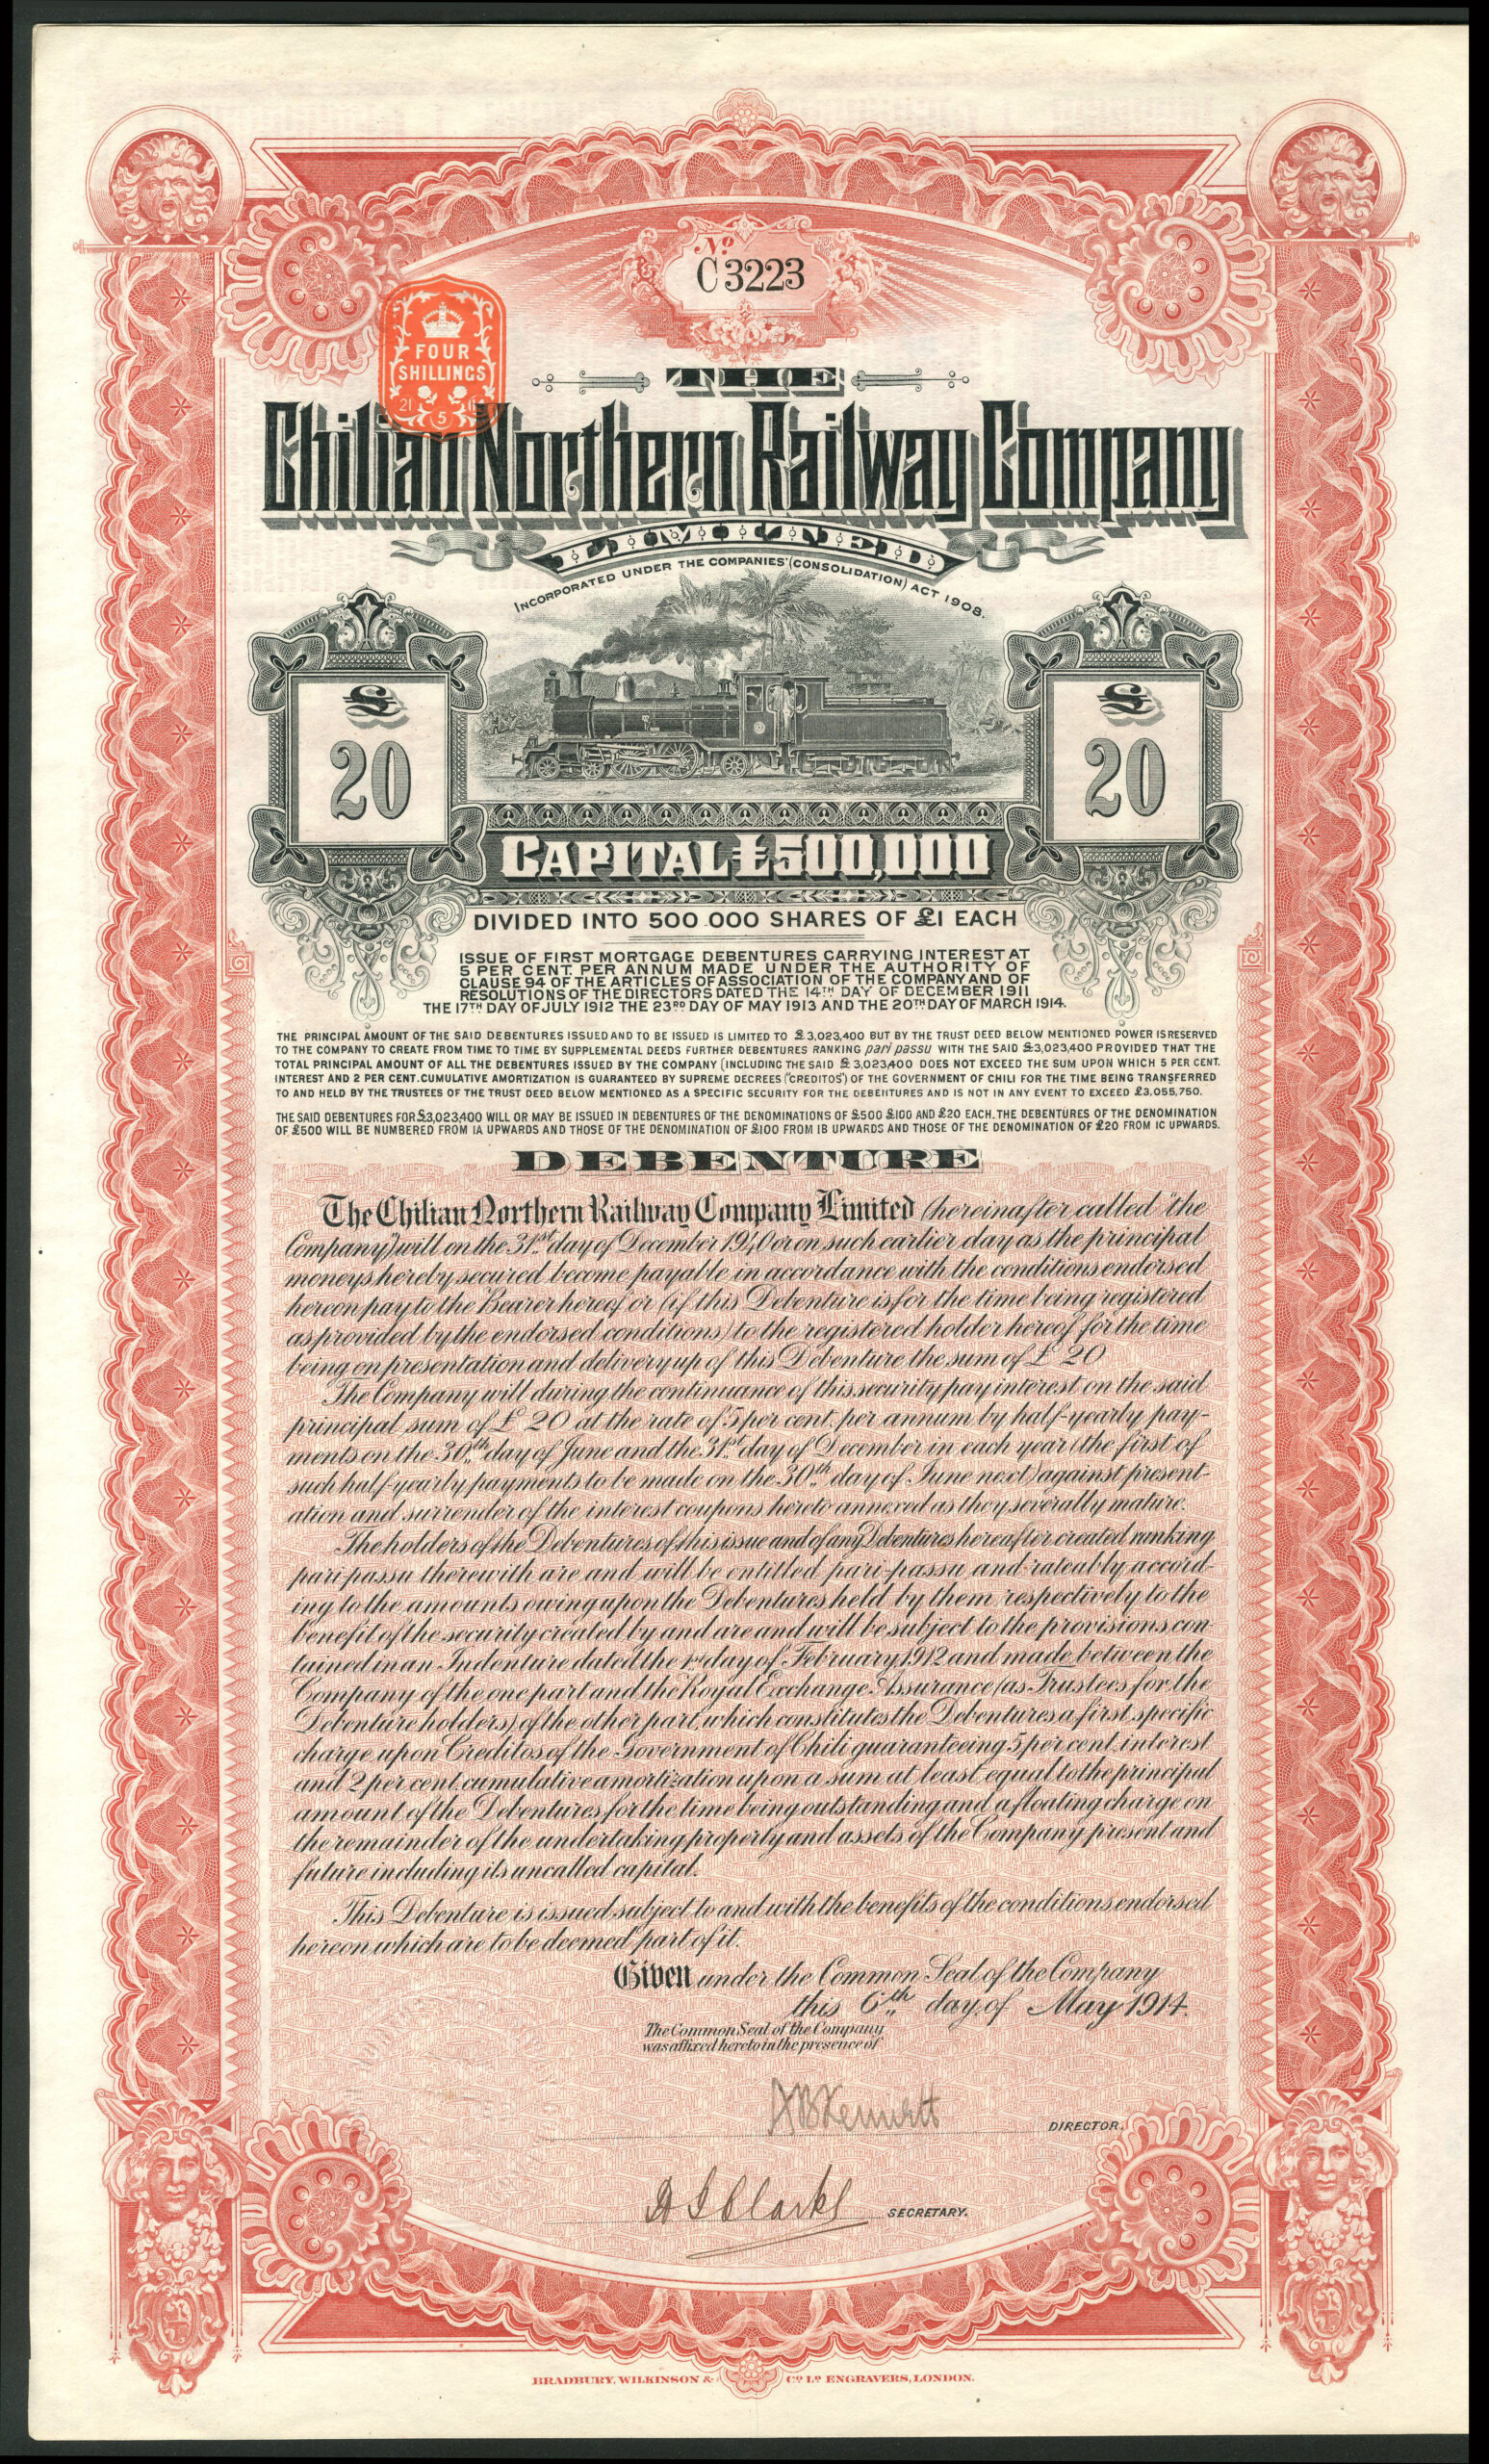 No.
C 3223
FOUR
SHILLINGS
21
5
THE
Chilian Northern Railway Company
LIMITED
INCORPORATED UNDER THE COMPANIES' (CONSOLIDATION) ACT 1908.
£
20
£
20
CAPITAL £500,000
DIVIDED INTO 500.000 SHARES OF £1 EACH
ISSUE OF FIRST MORTGAGE DEBENTURES CARRYING INTEREST AT
5 PER CENT. PER ANNUM MADE UNDER THE AUTHORITY OF
CLAUSE 94 OF THE ARTICLES OF ASSOCIATION OF THE COMPANY AND OF
RESOLUTIONS OF THE DIRECTORS DATED THE 14TH DAY OF DECEMBER 1911
THE 17TH DAY OF JULY 1912 THE 23RD DAY OF MAY 1913 AND THE 20TH DAY OF MARCH 1914.
THE PRINCIPAL AMOUNT OF THE SAID DEBENTURES ISSUED AND TO BE ISSUED IS LIMITED TO £3,023,400 BUT BY THE TRUST DEED BELOW MENTIONED POWER IS RESERVED
TO THE COMPANY TO CREATE FROM TIME TO TIME BY SUPPLEMENTAL DEEDS FURTHER DEBENTURES RANKING pari passu WITH THE SAID £3,023,400 PROVIDED THAT THE
TOTAL PRINCIPAL AMOUNT OF ALL THE DEBENTURES ISSUED BY THE COMPANY (INCLUDING THE SAID £3,023,400 DOES NOT EXCEED THE SUM UPON WHICH 5 PER CENT.
INTEREST AND 2 PER CENT. CUMULATIVE AMORTIZATION IS GUARANTEED BY SUPREME DECREES ("CREDITOS") OF THE GOVERNMENT OF CHILI FOR THE TIME BEING TRANSFERRED
TO AND HELD BY THE TRUSTEES OF THE TRUST DEED BELOW MENTIONED AS A SPECIFIC SECURITY FOR THE DEBENTURES AND IS NOT IN ANY EVENT TO EXCEED £3,055,750.
THE SAID DEBENTURES FOR £3,023,400 WILL OR MAY BE ISSUED IN DEBENTURES OF THE DENOMINATIONS OF £500 £100 AND £20 EACH. THE DEBENTURES OF THE DENOMINATION
OF £500 WILL BE NUMBERED FROM 1A UPWARDS AND THOSE OF THE DENOMINATION OF £100 FROM 1B UPWARDS AND THOSE OF THE DENOMINATION OF £20 FROM 1C UPWARDS.
DEBENTURE
The Chilian Northern Railway Company Limited (hereinafter called "the
Company") will on the 31st day of December 1940 or on such earlier day as the principal
moneys hereby secured become payable in accordance with the conditions endorsed
hereon pay to the Bearer hereof or (if this Debenture is for the time being registered
as provided by the endorsed conditions) to the registered holder hereof for the time
being on presentation and delivery up of this Debenture the sum of £ 20
The Company will during the continuance of this security pay interest on the said
principal sum of £ 20 at the rate of 5 per cent. per annum by half-yearly pay-
ments on the 30th day of June and the 31st day of December in each year (the first of
such half-yearly payments to be made on the 30th day of June next) against present-
ation and surrender of the interest coupons hereto annexed as they severally mature.
The holders of the Debentures of this issue and of any Debentures hereafter created ranking
pari-passu therewith are and will be entitled pari-passu and rateably accord-
ing to the amounts owing upon the Debentures held by them respectively to the
benefit of the security created by and are and will be subject to the provisions con-
tained in an Indenture dated the 1st day of February 1912 and made between the
Company of the one part and the Royal Exchange Assurance (as Trustees for the
Debenture holders) of the other part, which constitutes the Debentures a first specific
charge upon Creditos of the Government of Chili guaranteeing 5 per cent. interest
and 2 per cent. cumulative amortization upon a sum at least equal to the principal
amount of the Debentures for the time being outstanding and a floating charge on
the remainder of the undertaking property and assets of the Company present and
future including its uncalled capital.
This Debenture is issued subject to and with the benefits of the conditions endorsed
hereon which are to be deemed part of it.
Given under the Common Seal of the Company
this 6th day of May 1914.
The Common Seal of the Company
was affixed hereto in the presence of
DIRECTOR.
SECRETARY.
BRADBURY, WILKINSON & Co. Ld. ENGRAVERS, LONDON.